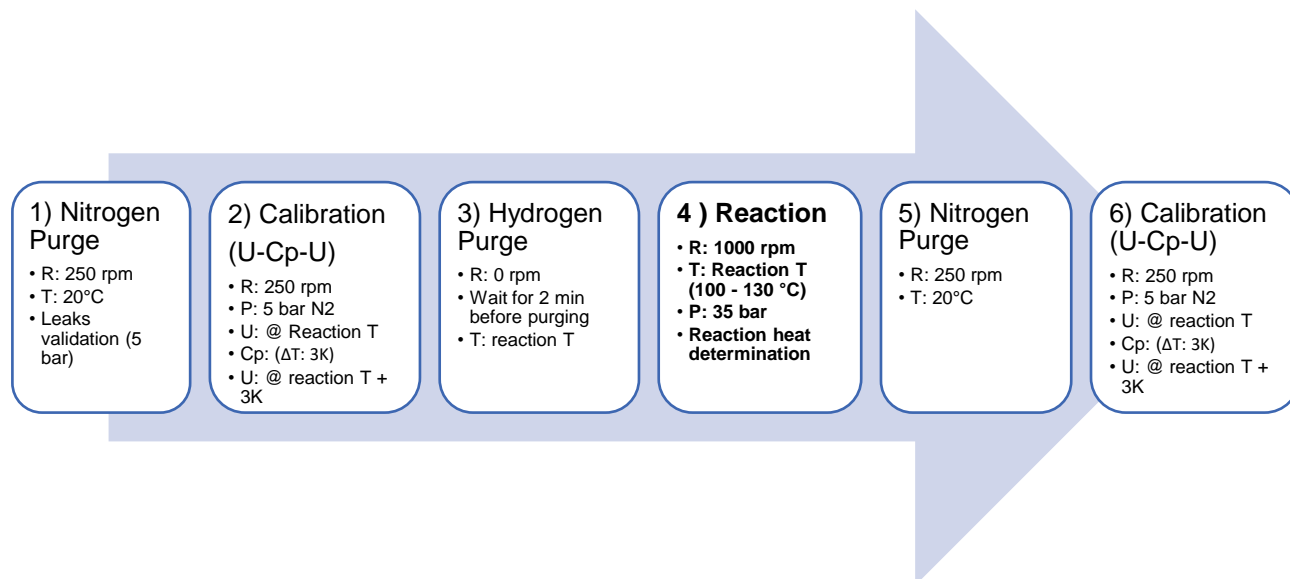 1) Nitrogen
Purge
• R: 250 rpm
• T: 20°C
• Leaks
validation (5
bar)
2) Calibration
(U-Cp-U)
• R: 250 rpm
• P: 5 bar N2
• U: @ Reaction T
• Cp: (ΔT: 3K)
• U: @ reaction T +
3K
3) Hydrogen
Purge
• R: 0 rpm
• Wait for 2 min
before purging
• T: reaction T
4 ) Reaction
• R: 1000 rpm
• T: Reaction T
(100 - 130 °C)
• P: 35 bar
• Reaction heat
determination
5) Nitrogen
Purge
• R: 250 rpm
• T: 20°C
6) Calibration
(U-Cp-U)
• R: 250 rpm
• P: 5 bar N2
• U: @ reaction T
• Cp: (ΔT: 3K)
• U: @ reaction T +
3K